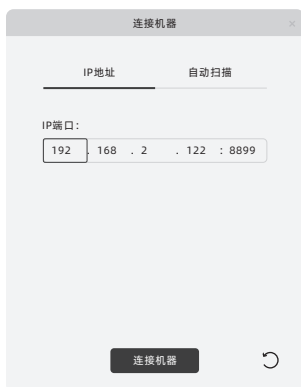 连接机器 ×
IP地址 自动扫描
IP端口:
192 . 168 . 2 . 122 : 8899
连接机器